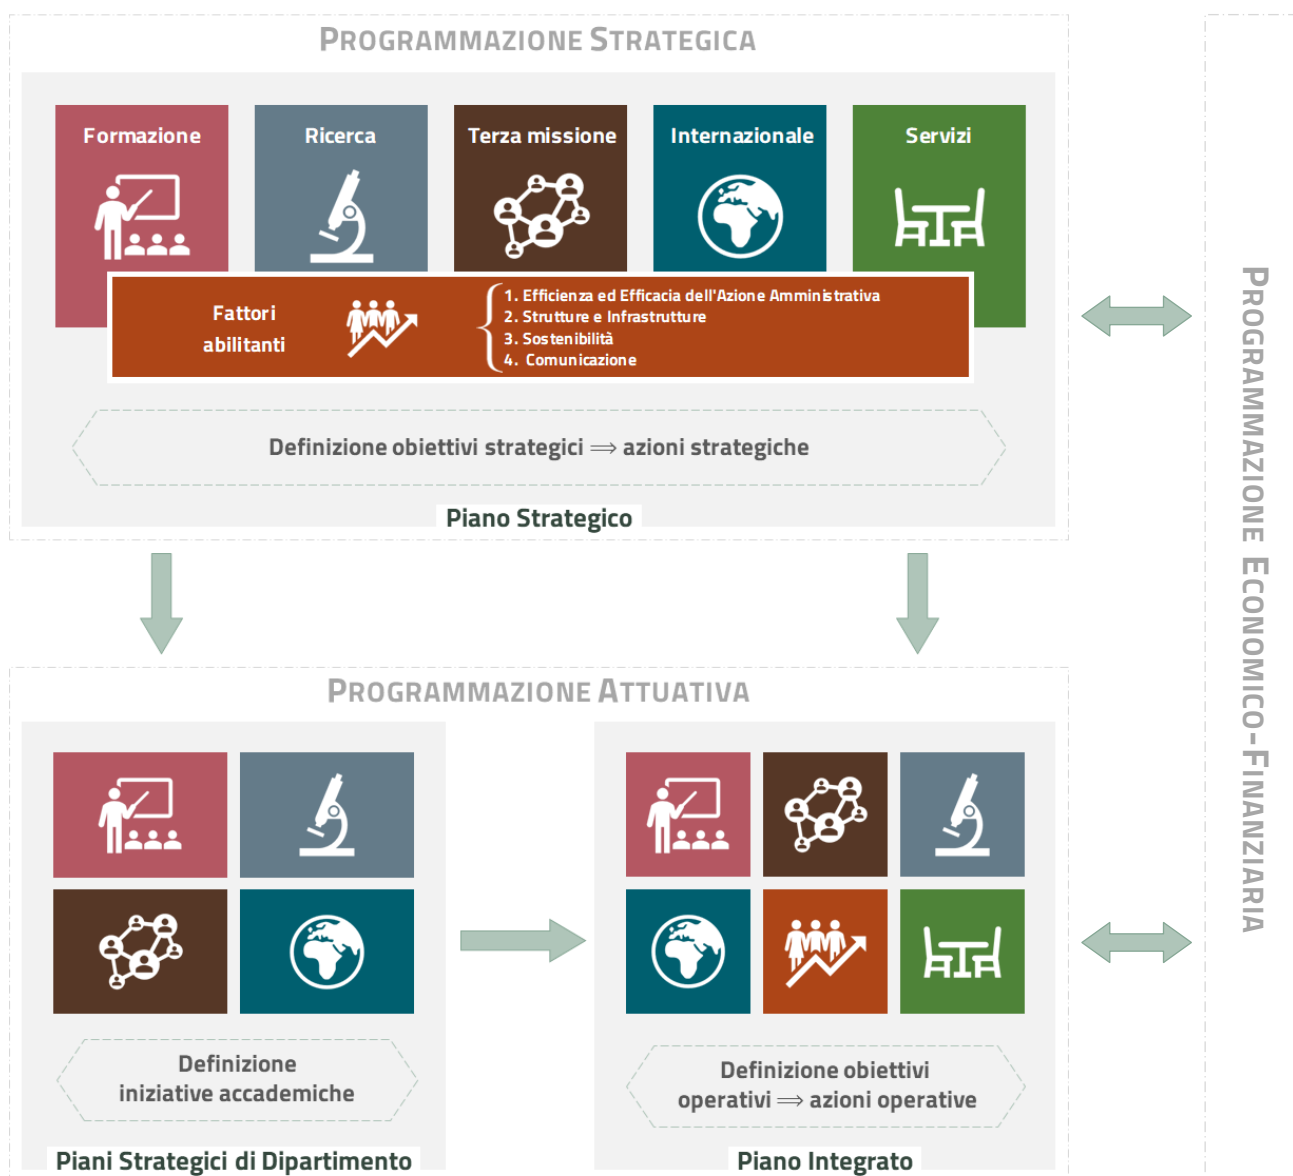 PROGRAMMAZIONE STRATEGICA
Formazione
Ricerca
Terza missione
Internazionale
Servizi
Fattori
abilitanti
1. Efficienza ed Efficacia dell'Azione Amministrativa
2. Strutture e Infrastrutture
3. Sostenibilità
4. Comunicazione
Definizione obiettivi strategici ⟹ azioni strategiche
Piano Strategico
PROGRAMMAZIONE ATTUATIVA
Definizione
iniziative accademiche
Piani Strategici di Dipartimento
Definizione obiettivi
operativi ⟹ azioni operative
Piano Integrato
PROGRAMMAZIONE ECONOMICO-FINANZIARIA